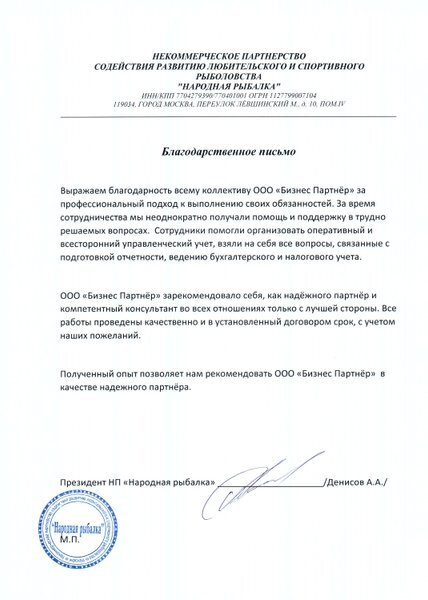 НЕКОММЕРЧЕСКОЕ ПАРТНЕРСТВО
СОДЕЙСТВИЯ РАЗВИТИЮ ЛЮБИТЕЛЬСКОГО И СПОРТИВНОГО
РЫБОЛОВСТВА
"НАРОДНАЯ РЫБАЛКА"
ИНН/КПП 7704279390/770401001 ОГРН 1127799007104
119034, ГОРОД МОСКВА, ПЕРЕУЛОК ЛЁВШИНСКИЙ М., д. 10, ПОМ.IV
Благодарственное письмо
Выражаем благодарность всему коллективу ООО «Бизнес Партнёр» за
профессиональный подход к выполнению своих обязанностей. За время
сотрудничества мы неоднократно получали помощь и поддержку в трудно
решаемых вопросах. Сотрудники помогли организовать оперативный и
всесторонний управленческий учет, взяли на себя все вопросы, связанные с
подготовкой отчетности, ведению бухгалтерского и налогового учета.
ООО «Бизнес Партнёр» зарекомендовало себя, как надёжного партнёр и
компетентный консультант во всех отношениях только с лучшей стороны. Все
работы проведены качественно и в установленный договором срок, с учетом
наших пожеланий.
Полученный опыт позволяет нам рекомендовать ООО «Бизнес Партнёр» в
качестве надежного партнёра.
Президент НП «Народная рыбалка» ____________________/Денисов А.А./
"Народная рыбалка"
М.П.